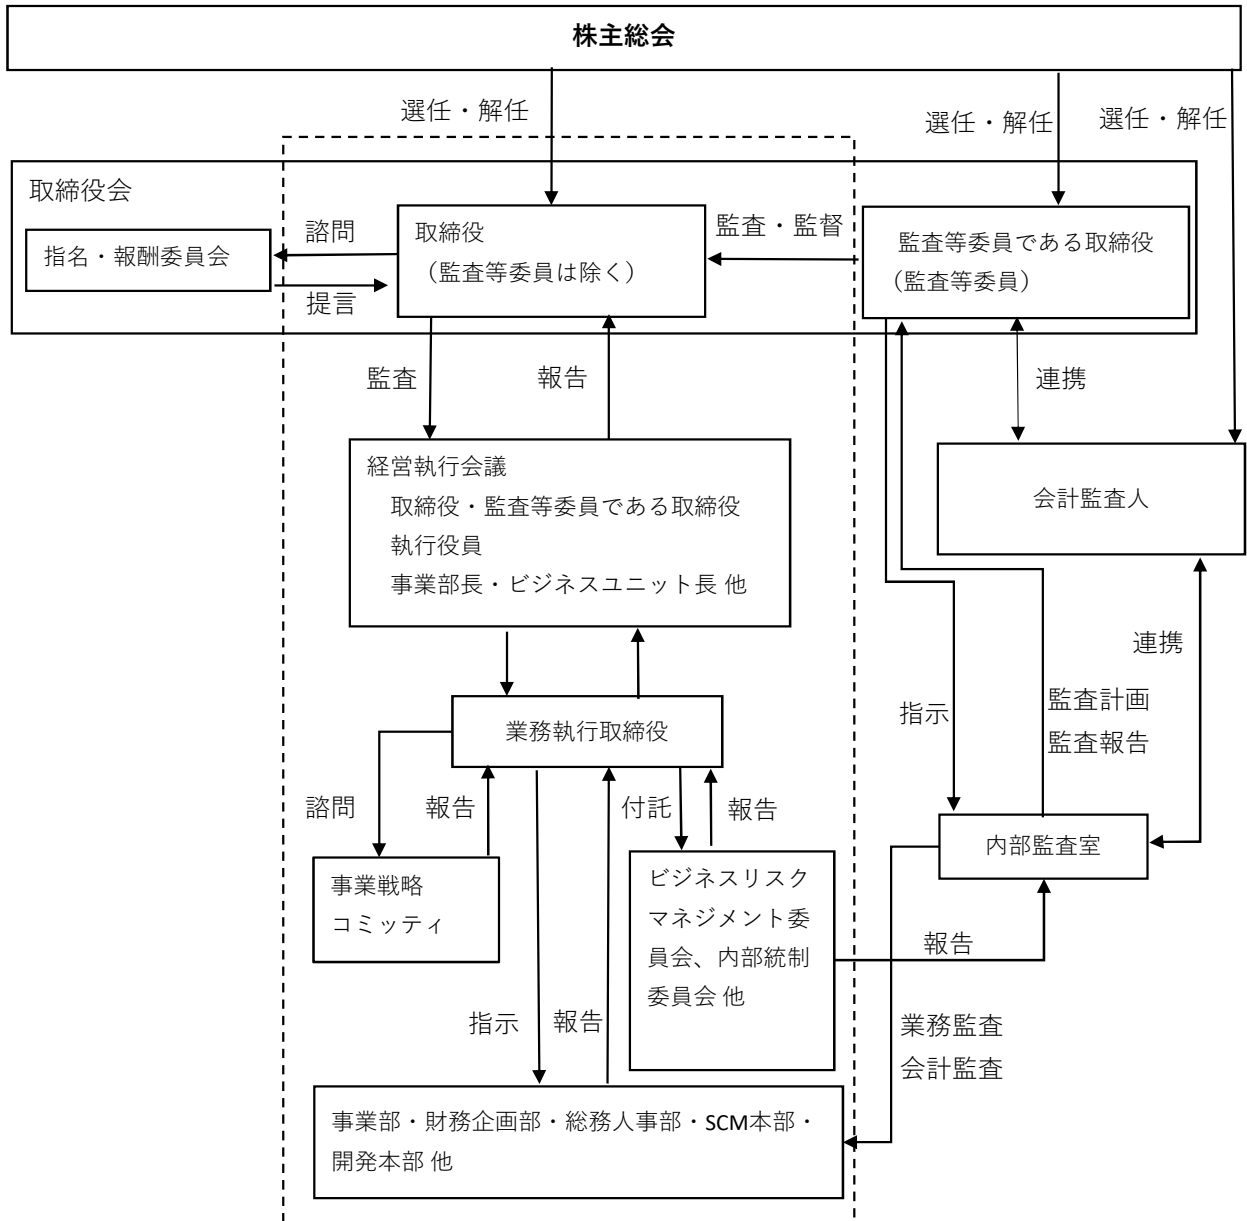 株主総会
選任・解任
選任・解任
選任・解任
取締役会
指名・報酬委員会
諮問
提言
取締役
（監査等委員は除く）
監査・監督
監査等委員である取締役
（監査等委員）
監査
報告
連携
経営執行会議
取締役・監査等委員である取締役
執行役員
事業部長・ビジネスユニット長 他
会計監査人
連携
指示
監査計画
監査報告
業務執行取締役
諮問
報告
付託
報告
内部監査室
事業戦略
コミッティ
ビジネスリスク
マネジメント委
員会、内部統制
委員会 他
報告
指示
報告
業務監査
会計監査
事業部・財務企画部・総務人事部・SCM本部・
開発本部 他